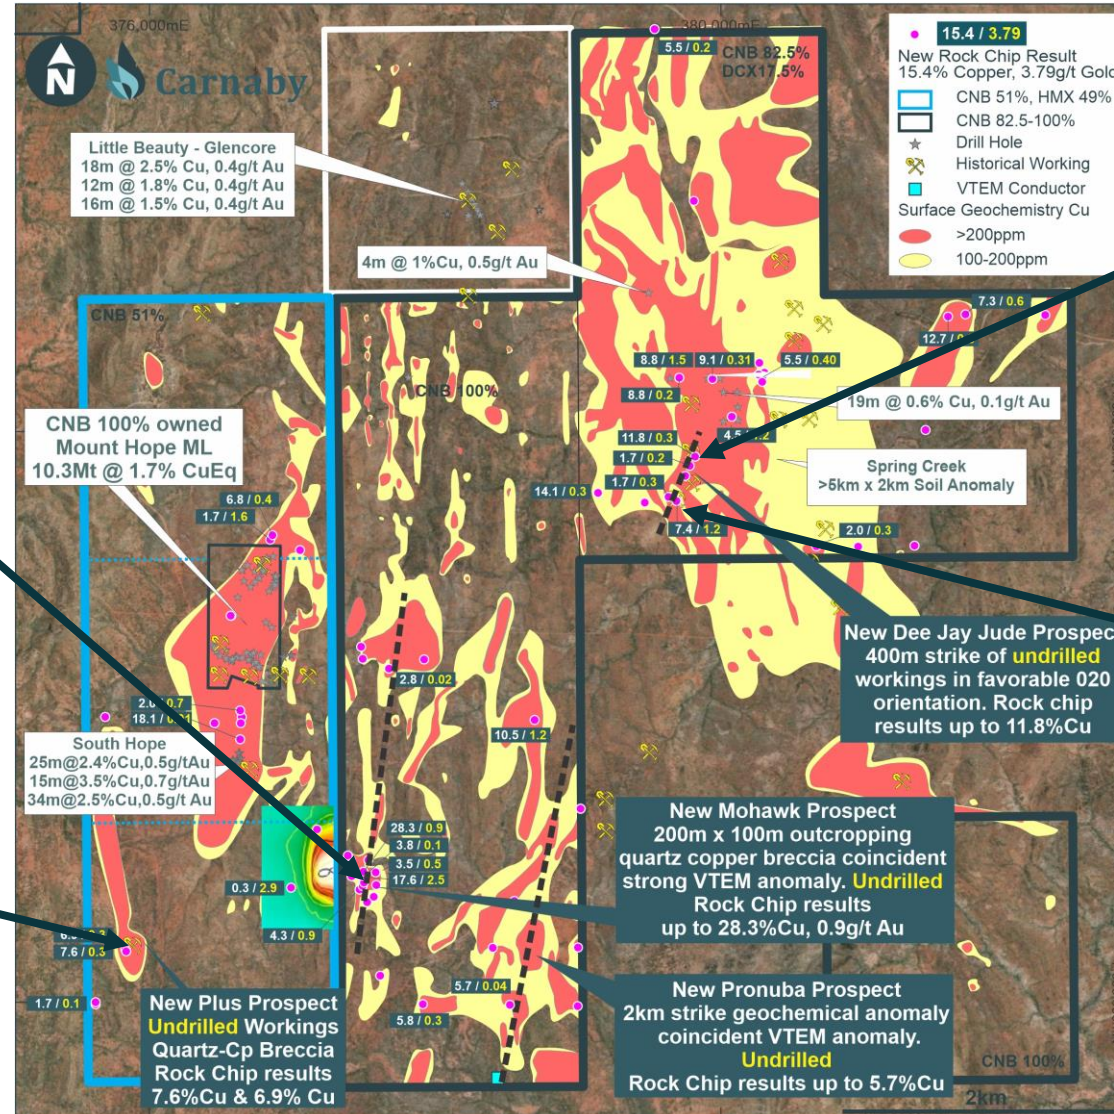 376,000mE
380,000mE
N
Carnaby
15.4 / 3.79
New Rock Chip Result
15.4% Copper, 3.79g/t Gold
CNB 51%, HMX 49%
CNB 82.5-100%
Drill Hole
Historical Working
VTEM Conductor
Surface Geochemistry Cu
>200ppm
100-200ppm
5.5 / 0.2
CNB 82.5%
DCX17.5%
Little Beauty - Glencore
18m @ 2.5% Cu, 0.4g/t Au
12m @ 1.8% Cu, 0.4g/t Au
16m @ 1.5% Cu, 0.4g/t Au
4m @ 1%Cu, 0.5g/t Au
CNB 51%
7.3 / 0.6
12.7 /
8.8 / 1.5
9.1 / 0.31
5.5 / 0.40
CNB 100%
8.8 / 0.2
19m @ 0.6% Cu, 0.1g/t Au
CNB 100% owned
Mount Hope ML
10.3Mt @ 1.7% CuEq
11.8 / 0.3
1.7 / 0.2
1.7 / 0.3
14.1 / 0.3
Spring Creek
>5km x 2km Soil Anomaly
6.8 / 0.4
1.7 / 1.6
7.4 / 1.2
2.0 / 0.3
New Dee Jay Jude Prospect
400m strike of undrilled
workings in favorable 020
orientation. Rock chip
results up to 11.8%Cu
2.8 / 0.02
18.1 /
10.5 / 1.2
South Hope
25m@2.4%Cu,0.5g/tAu
15m@3.5%Cu,0.7g/tAu
34m@2.5%Cu,0.5g/t Au
28.3 / 0.9
3.8 / 0.1
3.5 / 0.5
17.6 / 2.5
0.3 / 2.9
4.3 / 0.9
New Mohawk Prospect
200m x 100m outcropping
quartz copper breccia coincident
strong VTEM anomaly. Undrilled
Rock Chip results
up to 28.3%Cu, 0.9g/t Au
7.6 / 0.3
1.7 / 0.1
5.7 / 0.04
5.8 / 0.3
New Plus Prospect
Undrilled Workings
Quartz-Cp Breccia
Rock Chip results
7.6%Cu & 6.9% Cu
New Pronuba Prospect
2km strike geochemical anomaly
coincident VTEM anomaly.
Undrilled
Rock Chip results up to 5.7%Cu
CNB 100%
2km